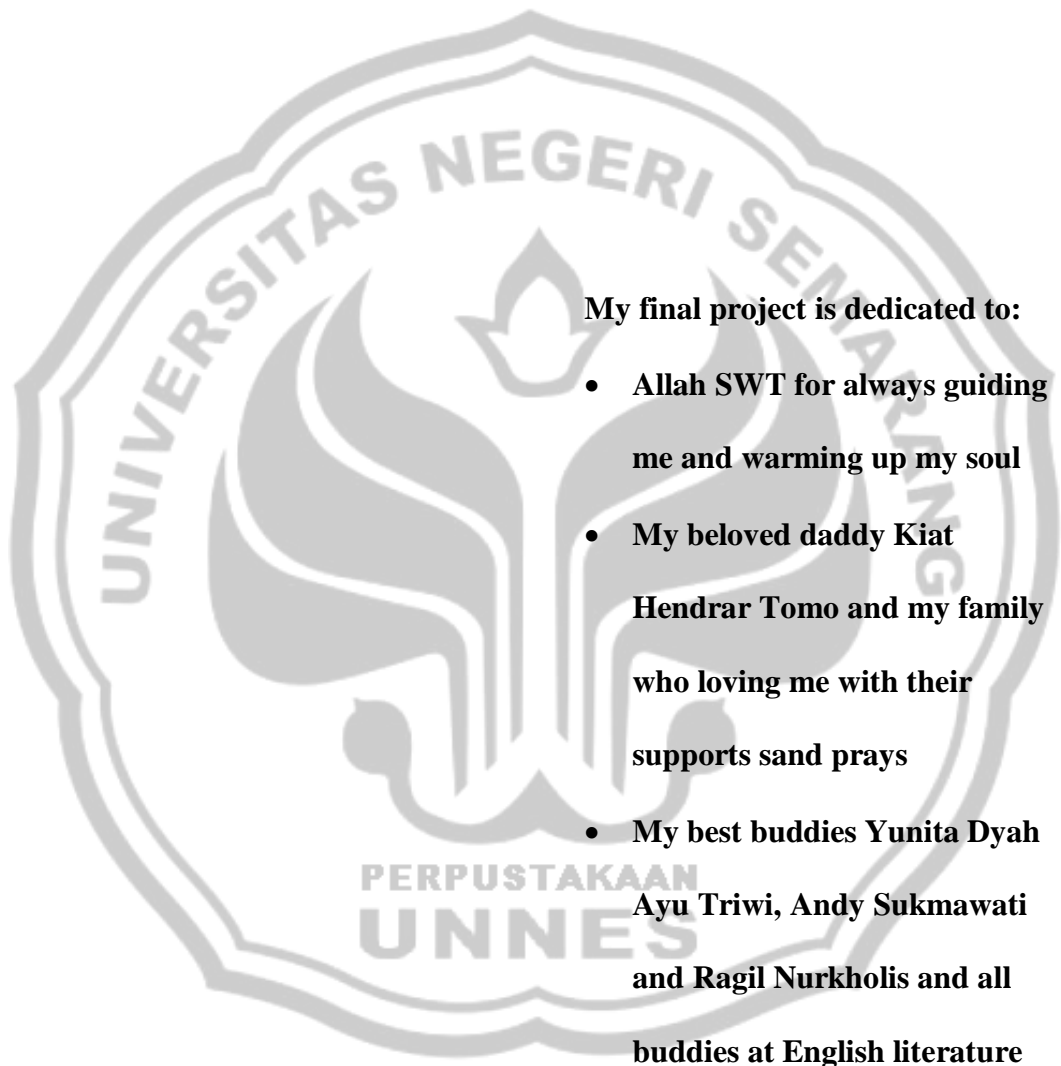 UNIVERSITAS NEGERI SEMARANG
My final project is dedicated to:
• Allah SWT for always guiding
me and warming up my soul
• My beloved daddy Kiat
Hendrar Tomo and my family
who loving me with their
supports sand prays
• My best buddies Yunita Dyah
Ayu Triwi, Andy Sukmawati
and Ragil Nurkholis and all
buddies at English literature
PERPUSTAKAAN
UNNES